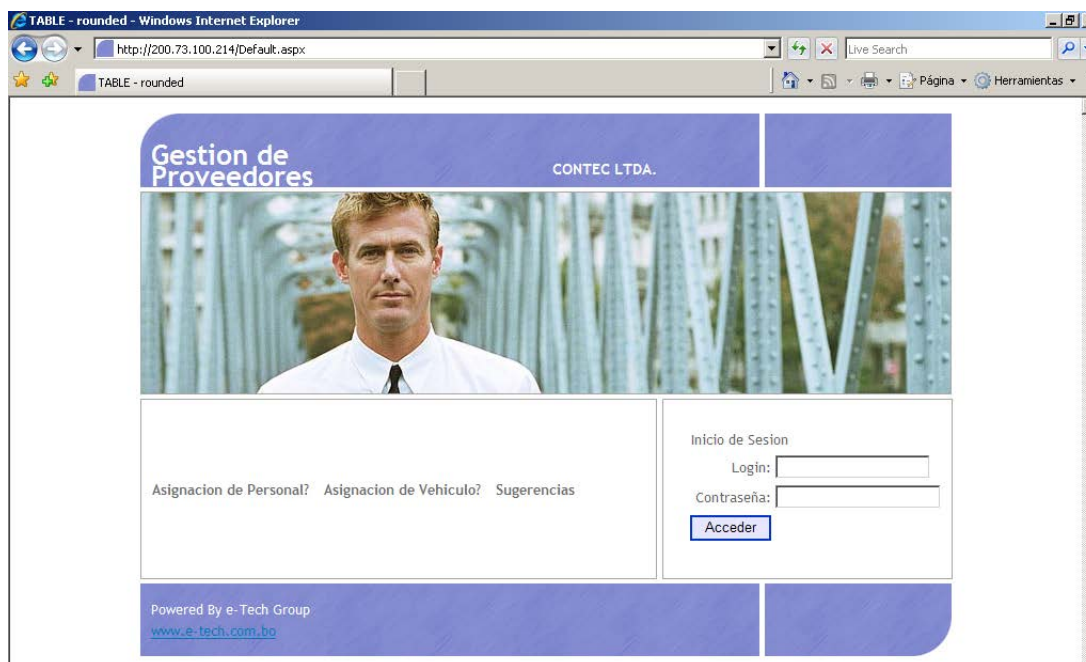 TABLE - rounded - Windows Internet Explorer
http://200.73.100.214/Default.aspx
Live Search
TABLE - rounded
Página
Herramientas
Gestion de
Proveedores
CONTEC LTDA.
Asignacion de Personal? Asignacion de Vehiculo? Sugerencias
Inicio de Sesion
Login:
Contraseña:
Acceder
Powered By e-Tech Group
www.e-tech.com.bo